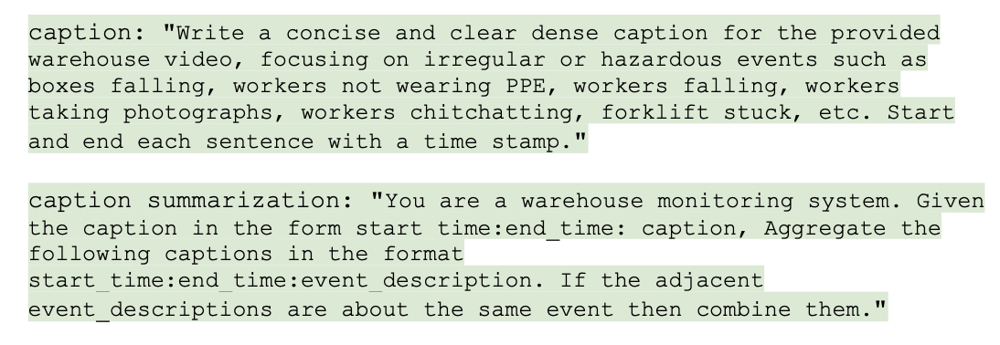 caption: "Write a concise and clear dense caption for the provided
warehouse video, focusing on irregular or hazardous events such as
boxes falling, workers not wearing PPE, workers falling, workers
taking photographs, workers chitchatting, forklift stuck, etc. Start
and end each sentence with a time stamp."
caption summarization: "You are a warehouse monitoring system. Given
the caption in the form start time:end_time: caption, Aggregate the
following captions in the format
start_time:end_time:event_description. If the adjacent
event_descriptions are about the same event then combine them."